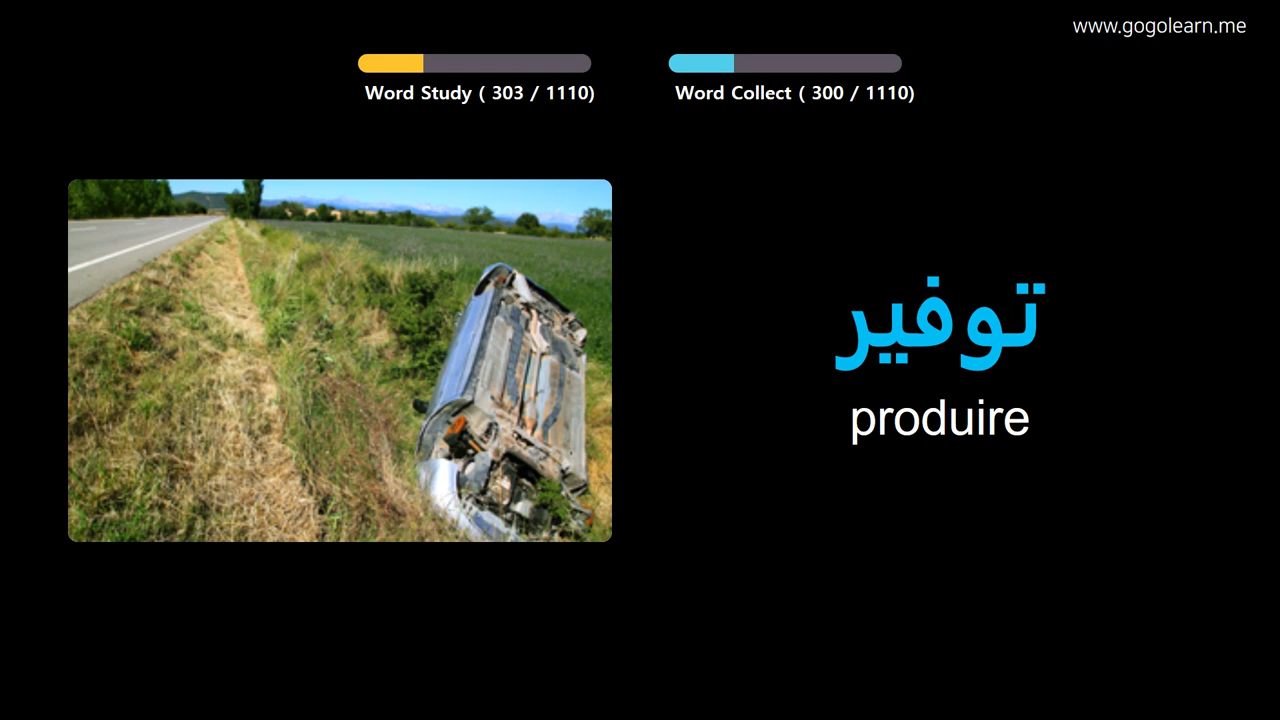 www.gogolearn.me
Word Study ( 303 / 1110)
Word Collect ( 300 / 1110)
توفير
produire